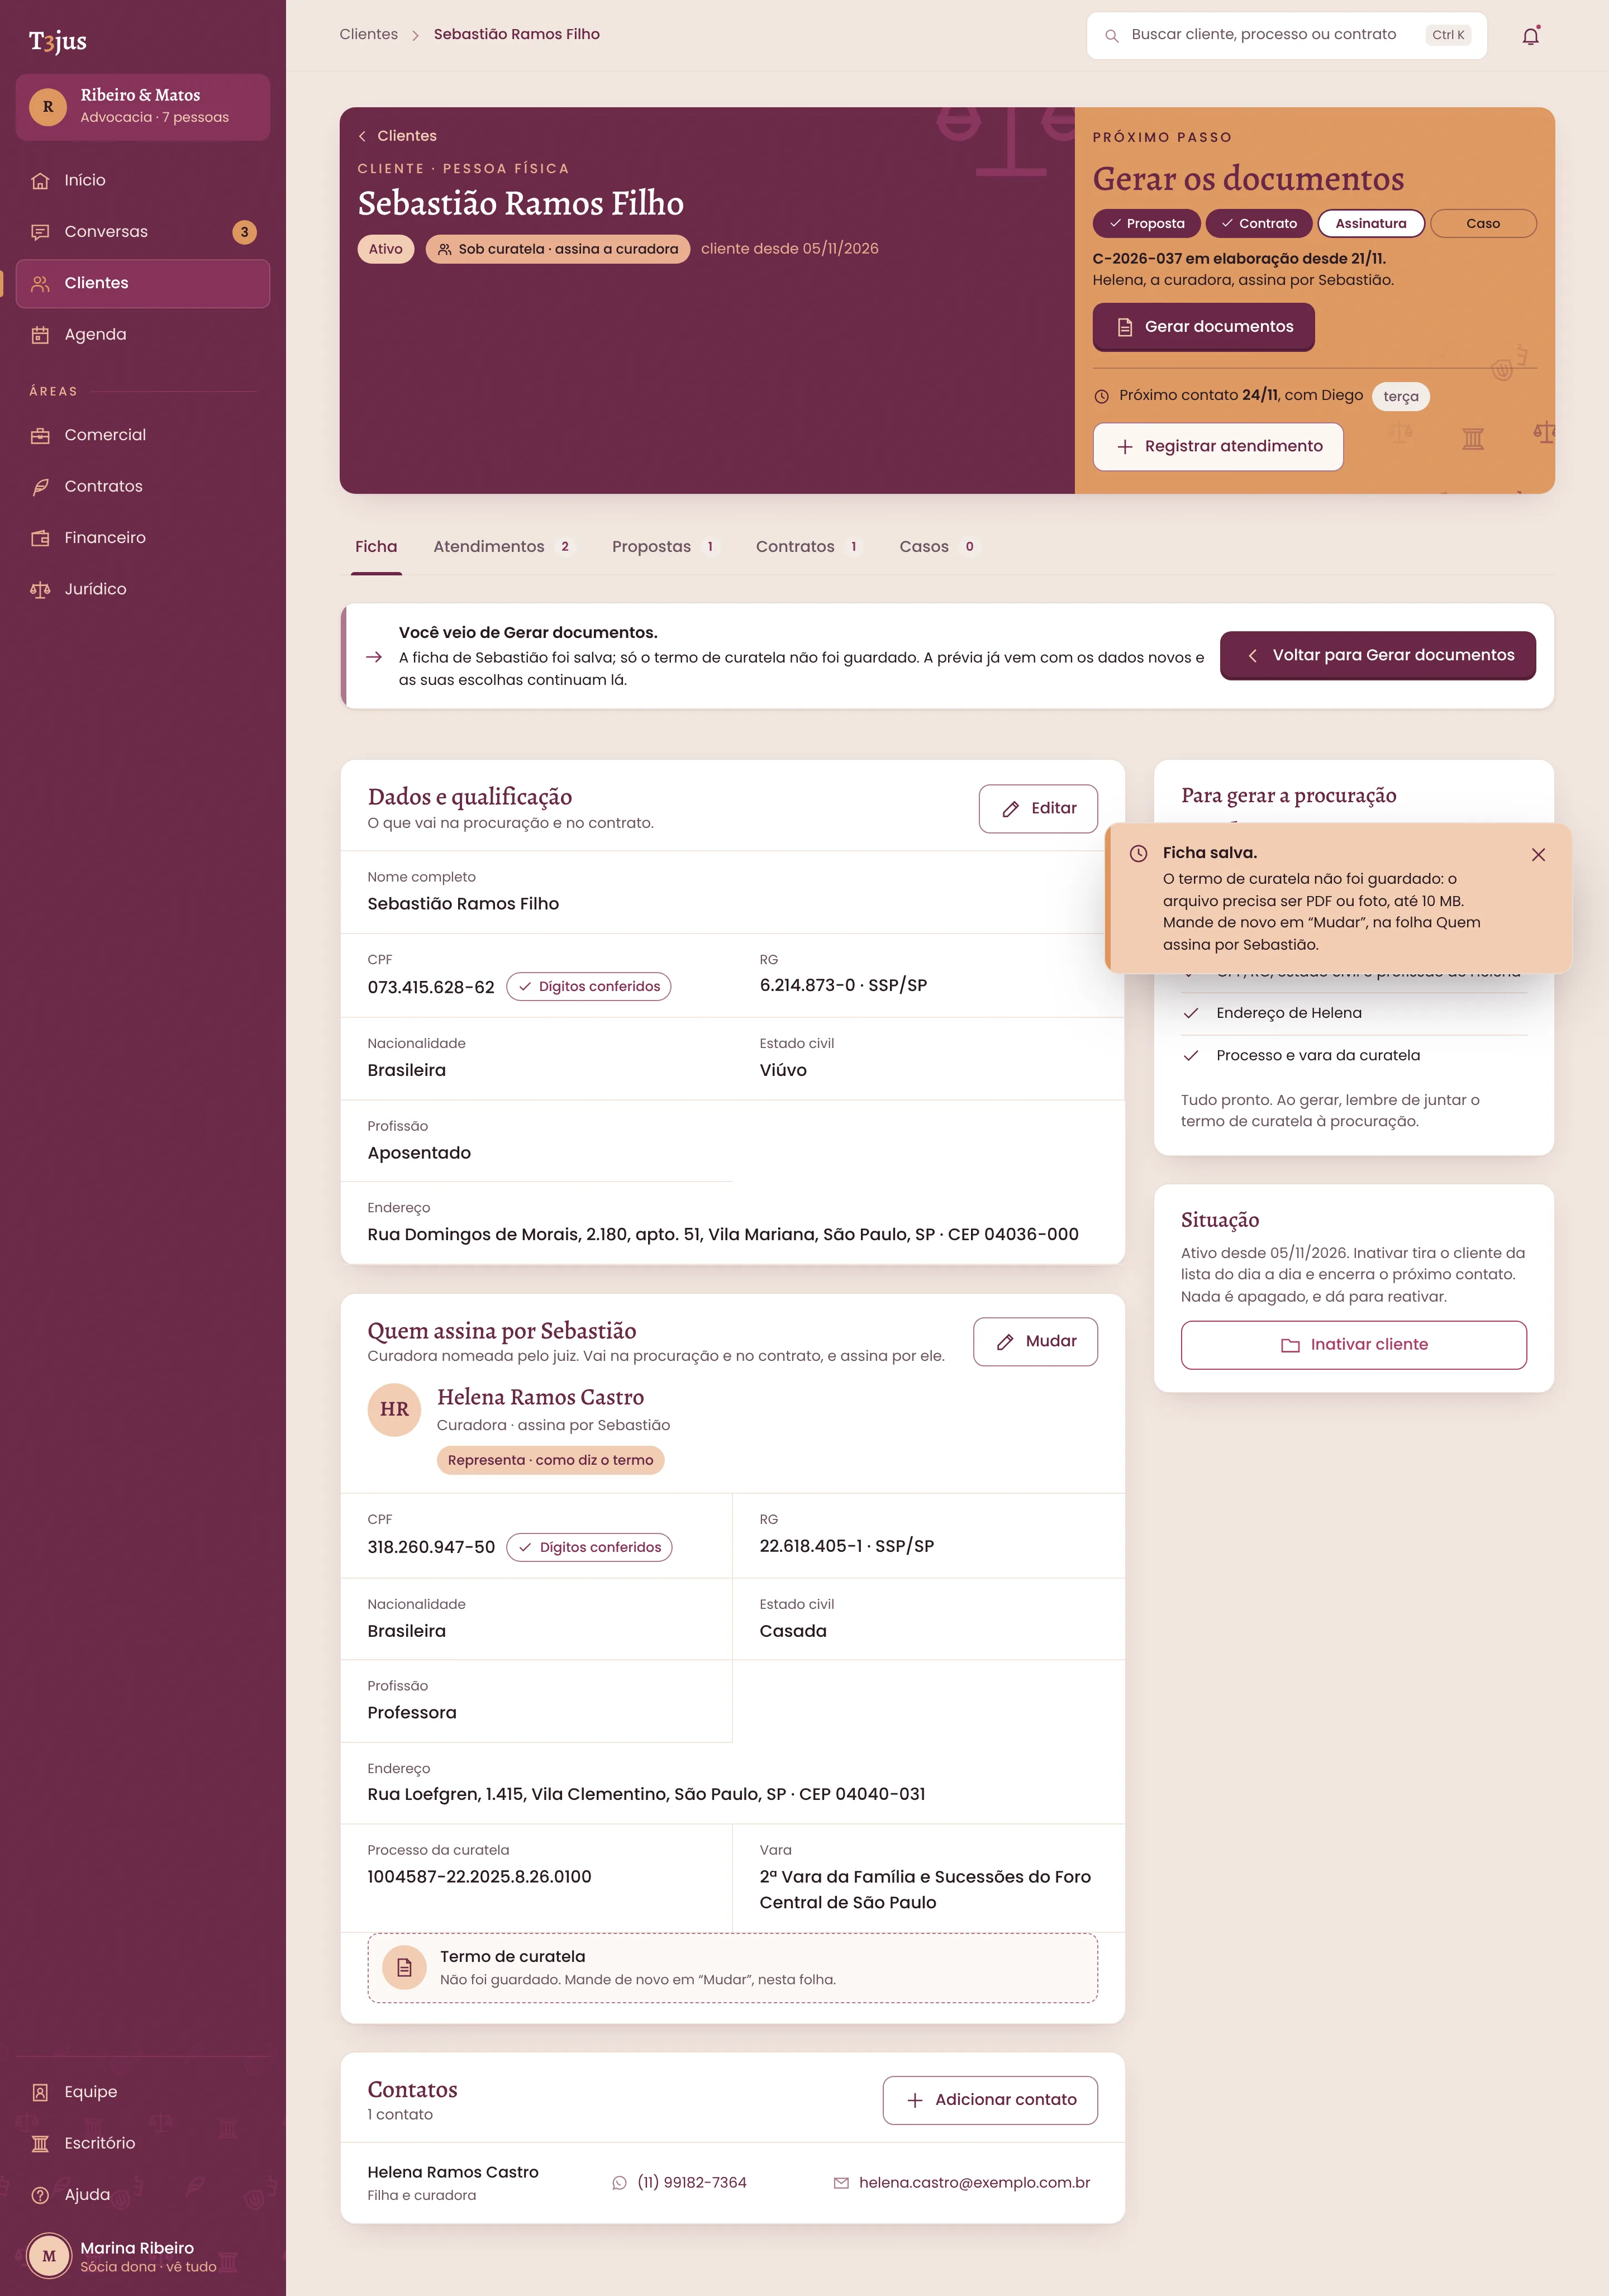 T3jus
R
Ribeiro & Matos
Advocacia · 7 pessoas
Início
Conversas
3
Clientes
Agenda
ÁREAS
Comercial
Contratos
Financeiro
Jurídico
Equipe
Escritório
Ajuda
M
Marina Ribeiro
Sócia dona · vê tudo
Clientes
Sebastião Ramos Filho
Buscar cliente, processo ou contrato
Ctrl K
Clientes
CLIENTE · PESSOA FÍSICA
Sebastião Ramos Filho
Ativo
Sob curatela · assina a curadora
cliente desde 05/11/2026
PRÓXIMO PASSO
Gerar os documentos
Proposta
Contrato
Assinatura
Caso
C-2026-037 em elaboração desde 21/11.
Helena, a curadora, assina por Sebastião.
Gerar documentos
Próximo contato 24/11, com Diego
terça
Registrar atendimento
Ficha
Atendimentos 2
Propostas 1
Contratos 1
Casos 0
Você veio de Gerar documentos.
A ficha de Sebastião foi salva; só o termo de curatela não foi guardado. A prévia já vem com os dados novos e
as suas escolhas continuam lá.
Voltar para Gerar documentos
Dados e qualificação
O que vai na procuração e no contrato.
Editar
Nome completo
Sebastião Ramos Filho
CPF
073.415.628-62
Dígitos conferidos
RG
6.214.873-0 · SSP/SP
Nacionalidade
Brasileira
Estado civil
Viúvo
Profissão
Aposentado
Endereço
Rua Domingos de Morais, 2.180, apto. 51, Vila Mariana, São Paulo, SP · CEP 04036-000
Quem assina por Sebastião
Curadora nomeada pelo juiz. Vai na procuração e no contrato, e assina por ele.
Mudar
HR
Helena Ramos Castro
Curadora · assina por Sebastião
Representa · como diz o termo
CPF
318.260.947-50
Dígitos conferidos
RG
22.618.405-1 · SSP/SP
Nacionalidade
Brasileira
Estado civil
Casada
Profissão
Professora
Endereço
Rua Loefgren, 1.415, Vila Clementino, São Paulo, SP · CEP 04040-031
Processo da curatela
1004587-22.2025.8.26.0100
Vara
2ª Vara da Família e Sucessões do Foro
Central de São Paulo
Termo de curatela
Não foi guardado. Mande de novo em “Mudar”, nesta folha.
Contatos
1 contato
Adicionar contato
Helena Ramos Castro
Filha e curadora
(11) 99182-7364
helena.castro@exemplo.com.br
Para gerar a procuração
Ficha salva.
O termo de curatela não foi guardado: o
arquivo precisa ser PDF ou foto, até 10 MB.
Mande de novo em “Mudar”, na folha Quem
assina por Sebastião.
CPF, RG, estado civil e profissão de Helena
Endereço de Helena
Processo e vara da curatela
Tudo pronto. Ao gerar, lembre de juntar o
termo de curatela à procuração.
Situação
Ativo desde 05/11/2026. Inativar tira o cliente da
lista do dia a dia e encerra o próximo contato.
Nada é apagado, e dá para reativar.
Inativar cliente